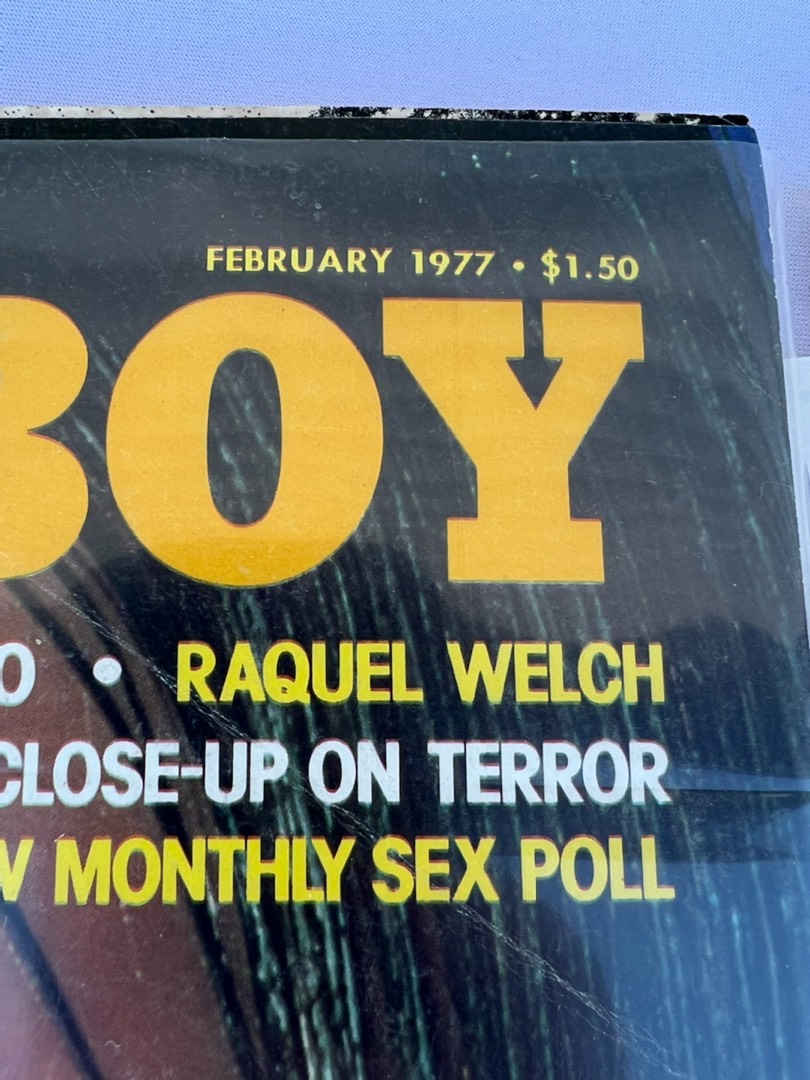 FEBRUARY 1977 • $1.50
BOY
O • RAQUEL WELCH
CLOSE-UP ON TERROR
W MONTHLY SEX POLL